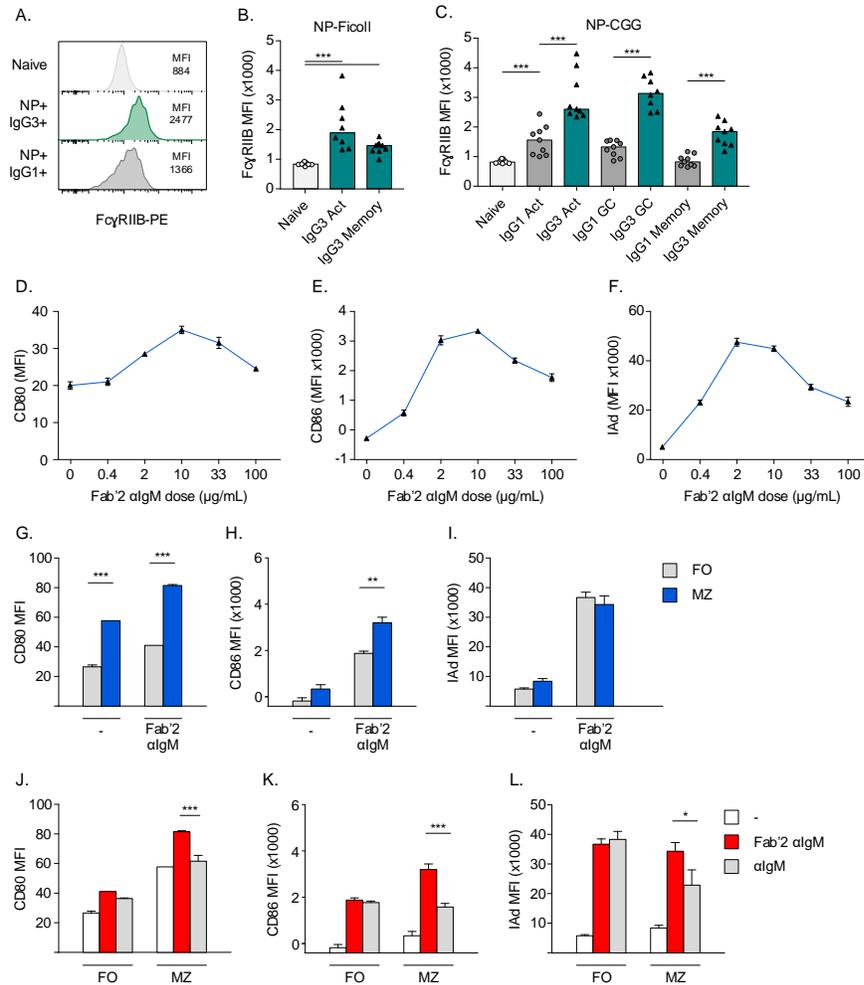 A.
Naive
MFI
884
NP+
IgG3+
MFI
2477
NP+
IgG1+
MFI
1366
FcɣRIIB-PE
B.
NP-Ficoll
FcɣRIIB MFI (x1000)
5
4
3
2
1
0
***
Naive
IgG3 Act
IgG3 Memory
C.
NP-CGG
FcɣRIIB MFI (x1000)
5
4
3
2
1
0
***
***
***
***
Naive
IgG1 Act
IgG3 Act
IgG1 GC
IgG3 GC
IgG1 Memory
IgG3 Memory
D.
CD80 (MFI)
40
30
20
10
0
0 0.4 2 10 33 100
Fab'2 αIgM dose (µg/mL)
E.
CD86 (MFI x1000)
4
3
2
1
0
-1
0 0.4 2 10 33 100
Fab'2 αIgM dose (µg/mL)
F.
IAd (MFI x1000)
60
40
20
0
0 0.4 2 10 33 100
Fab'2 αIgM dose (µg/mL)
G.
CD80 MFI
100
80
60
40
20
***
***
-
Fab'2
αIgM
H.
CD86 MFI (x1000)
6
4
2
0
**
-
Fab'2
αIgM
I.
IAd MFI (x1000)
50
40
30
20
10
-
Fab'2
αIgM
FO
MZ
J.
CD80 MFI
100
80
60
40
20
***
FO MZ
K.
CD86 MFI (x1000)
6
4
2
0
***
FO MZ
L.
IAd MFI (x1000)
50
40
30
20
10
*
FO MZ
-
Fab'2 αIgM
αIgM